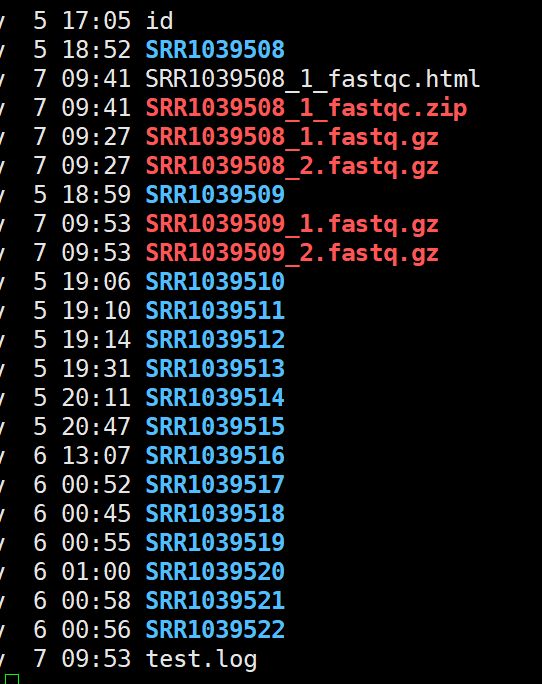 5 17:05 id
5 18:52 SRR1039508
7 09:41 SRR1039508_1_fastqc.html
7 09:41 SRR1039508_1_fastqc.zip
7 09:27 SRR1039508_1.fastq.gz
7 09:27 SRR1039508_2.fastq.gz
5 18:59 SRR1039509
7 09:53 SRR1039509_1.fastq.gz
7 09:53 SRR1039509_2.fastq.gz
5 19:06 SRR1039510
5 19:10 SRR1039511
5 19:14 SRR1039512
5 19:31 SRR1039513
5 20:11 SRR1039514
5 20:47 SRR1039515
6 13:07 SRR1039516
6 00:52 SRR1039517
6 00:45 SRR1039518
6 00:55 SRR1039519
6 01:00 SRR1039520
6 00:58 SRR1039521
6 00:56 SRR1039522
7 09:53 test.log